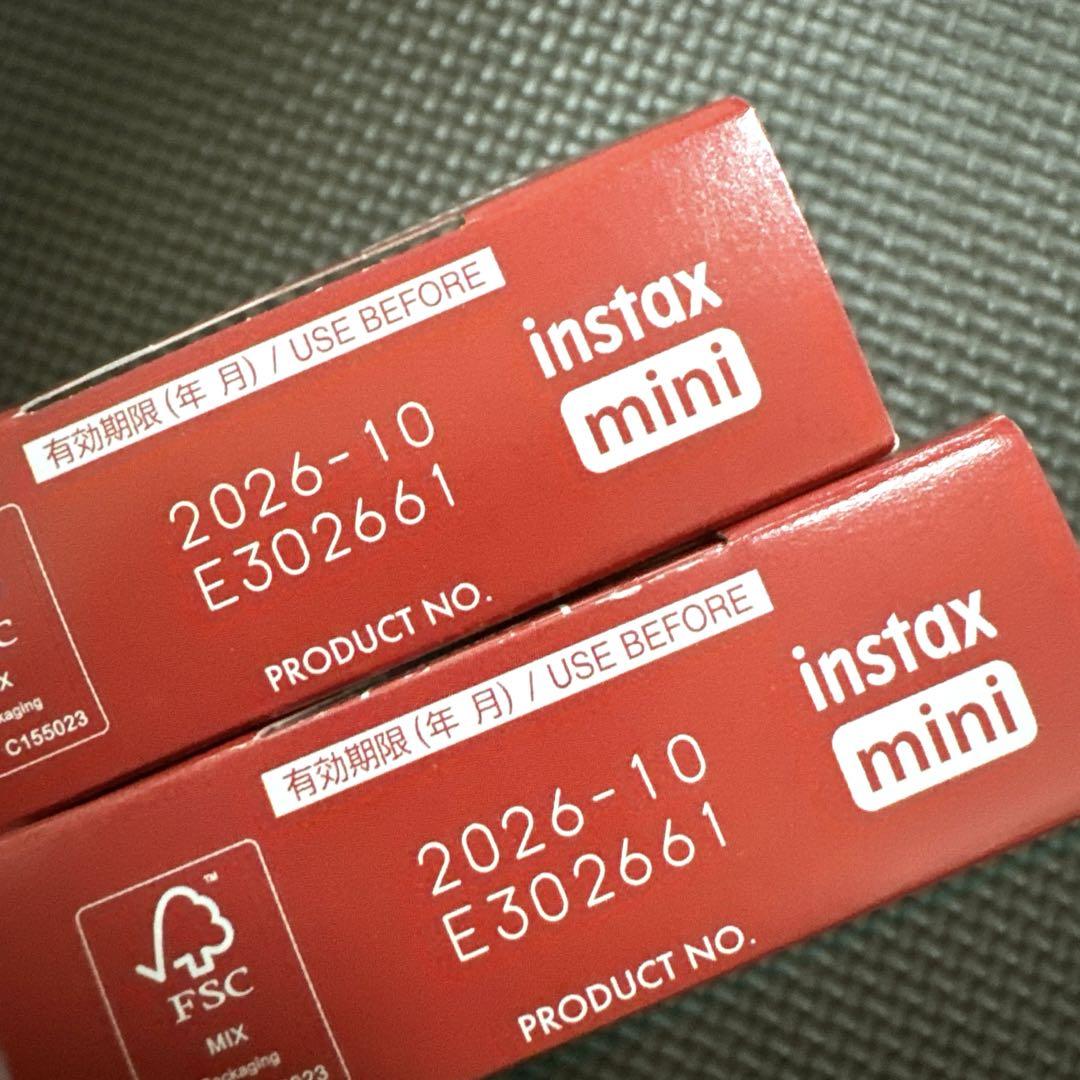 有効期限 (年 月) / USE BEFORE
2026-10
E302661
PRODUCT NO.
instax
mini
C155023
有効期限 (年 月) / USE BEFORE
2026-10
E302661
PRODUCT NO.
instax
mini
™
FSC
MIX